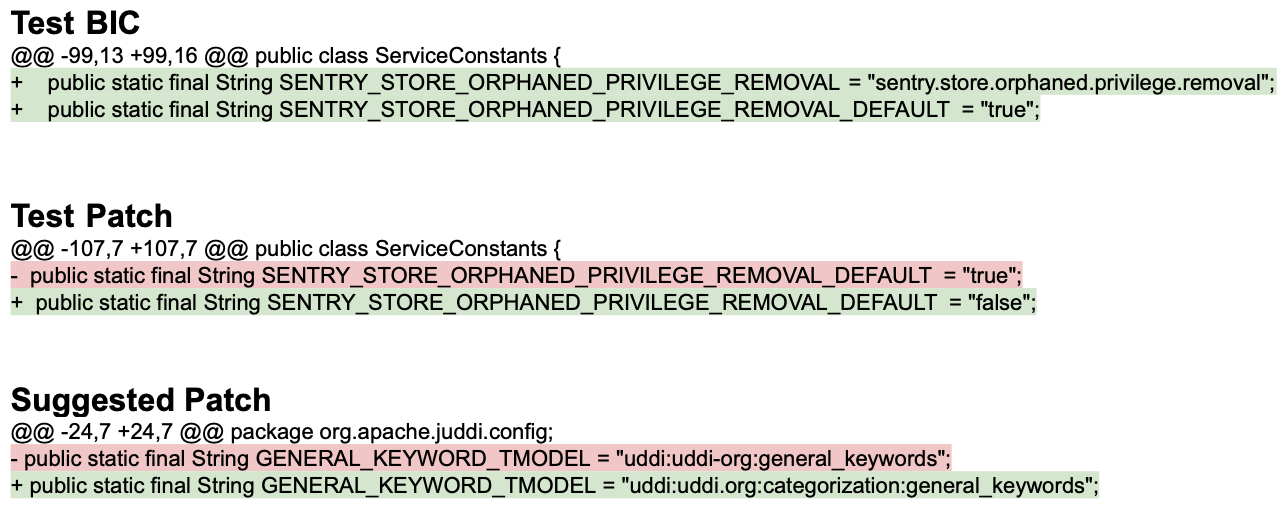 Test BIC
@@ -99,13 +99,16 @@ public class ServiceConstants {
+    public static final String SENTRY_STORE_ORPHANED_PRIVILEGE_REMOVAL  = "sentry.store.orphaned.privilege.removal";
+    public static final String SENTRY_STORE_ORPHANED_PRIVILEGE_REMOVAL_DEFAULT  = "true";
Test Patch
@@ -107,7 +107,7 @@ public class ServiceConstants {
-  public static final String SENTRY_STORE_ORPHANED_PRIVILEGE_REMOVAL_DEFAULT  = "true";
+  public static final String SENTRY_STORE_ORPHANED_PRIVILEGE_REMOVAL_DEFAULT  = "false";
Suggested Patch
@@ -24,7 +24,7 @@ package org.apache.juddi.config;
- public static final String GENERAL_KEYWORD_TMODEL = "uddi:uddi-org:general_keywords";
+ public static final String GENERAL_KEYWORD_TMODEL = "uddi:uddi.org:categorization:general_keywords";